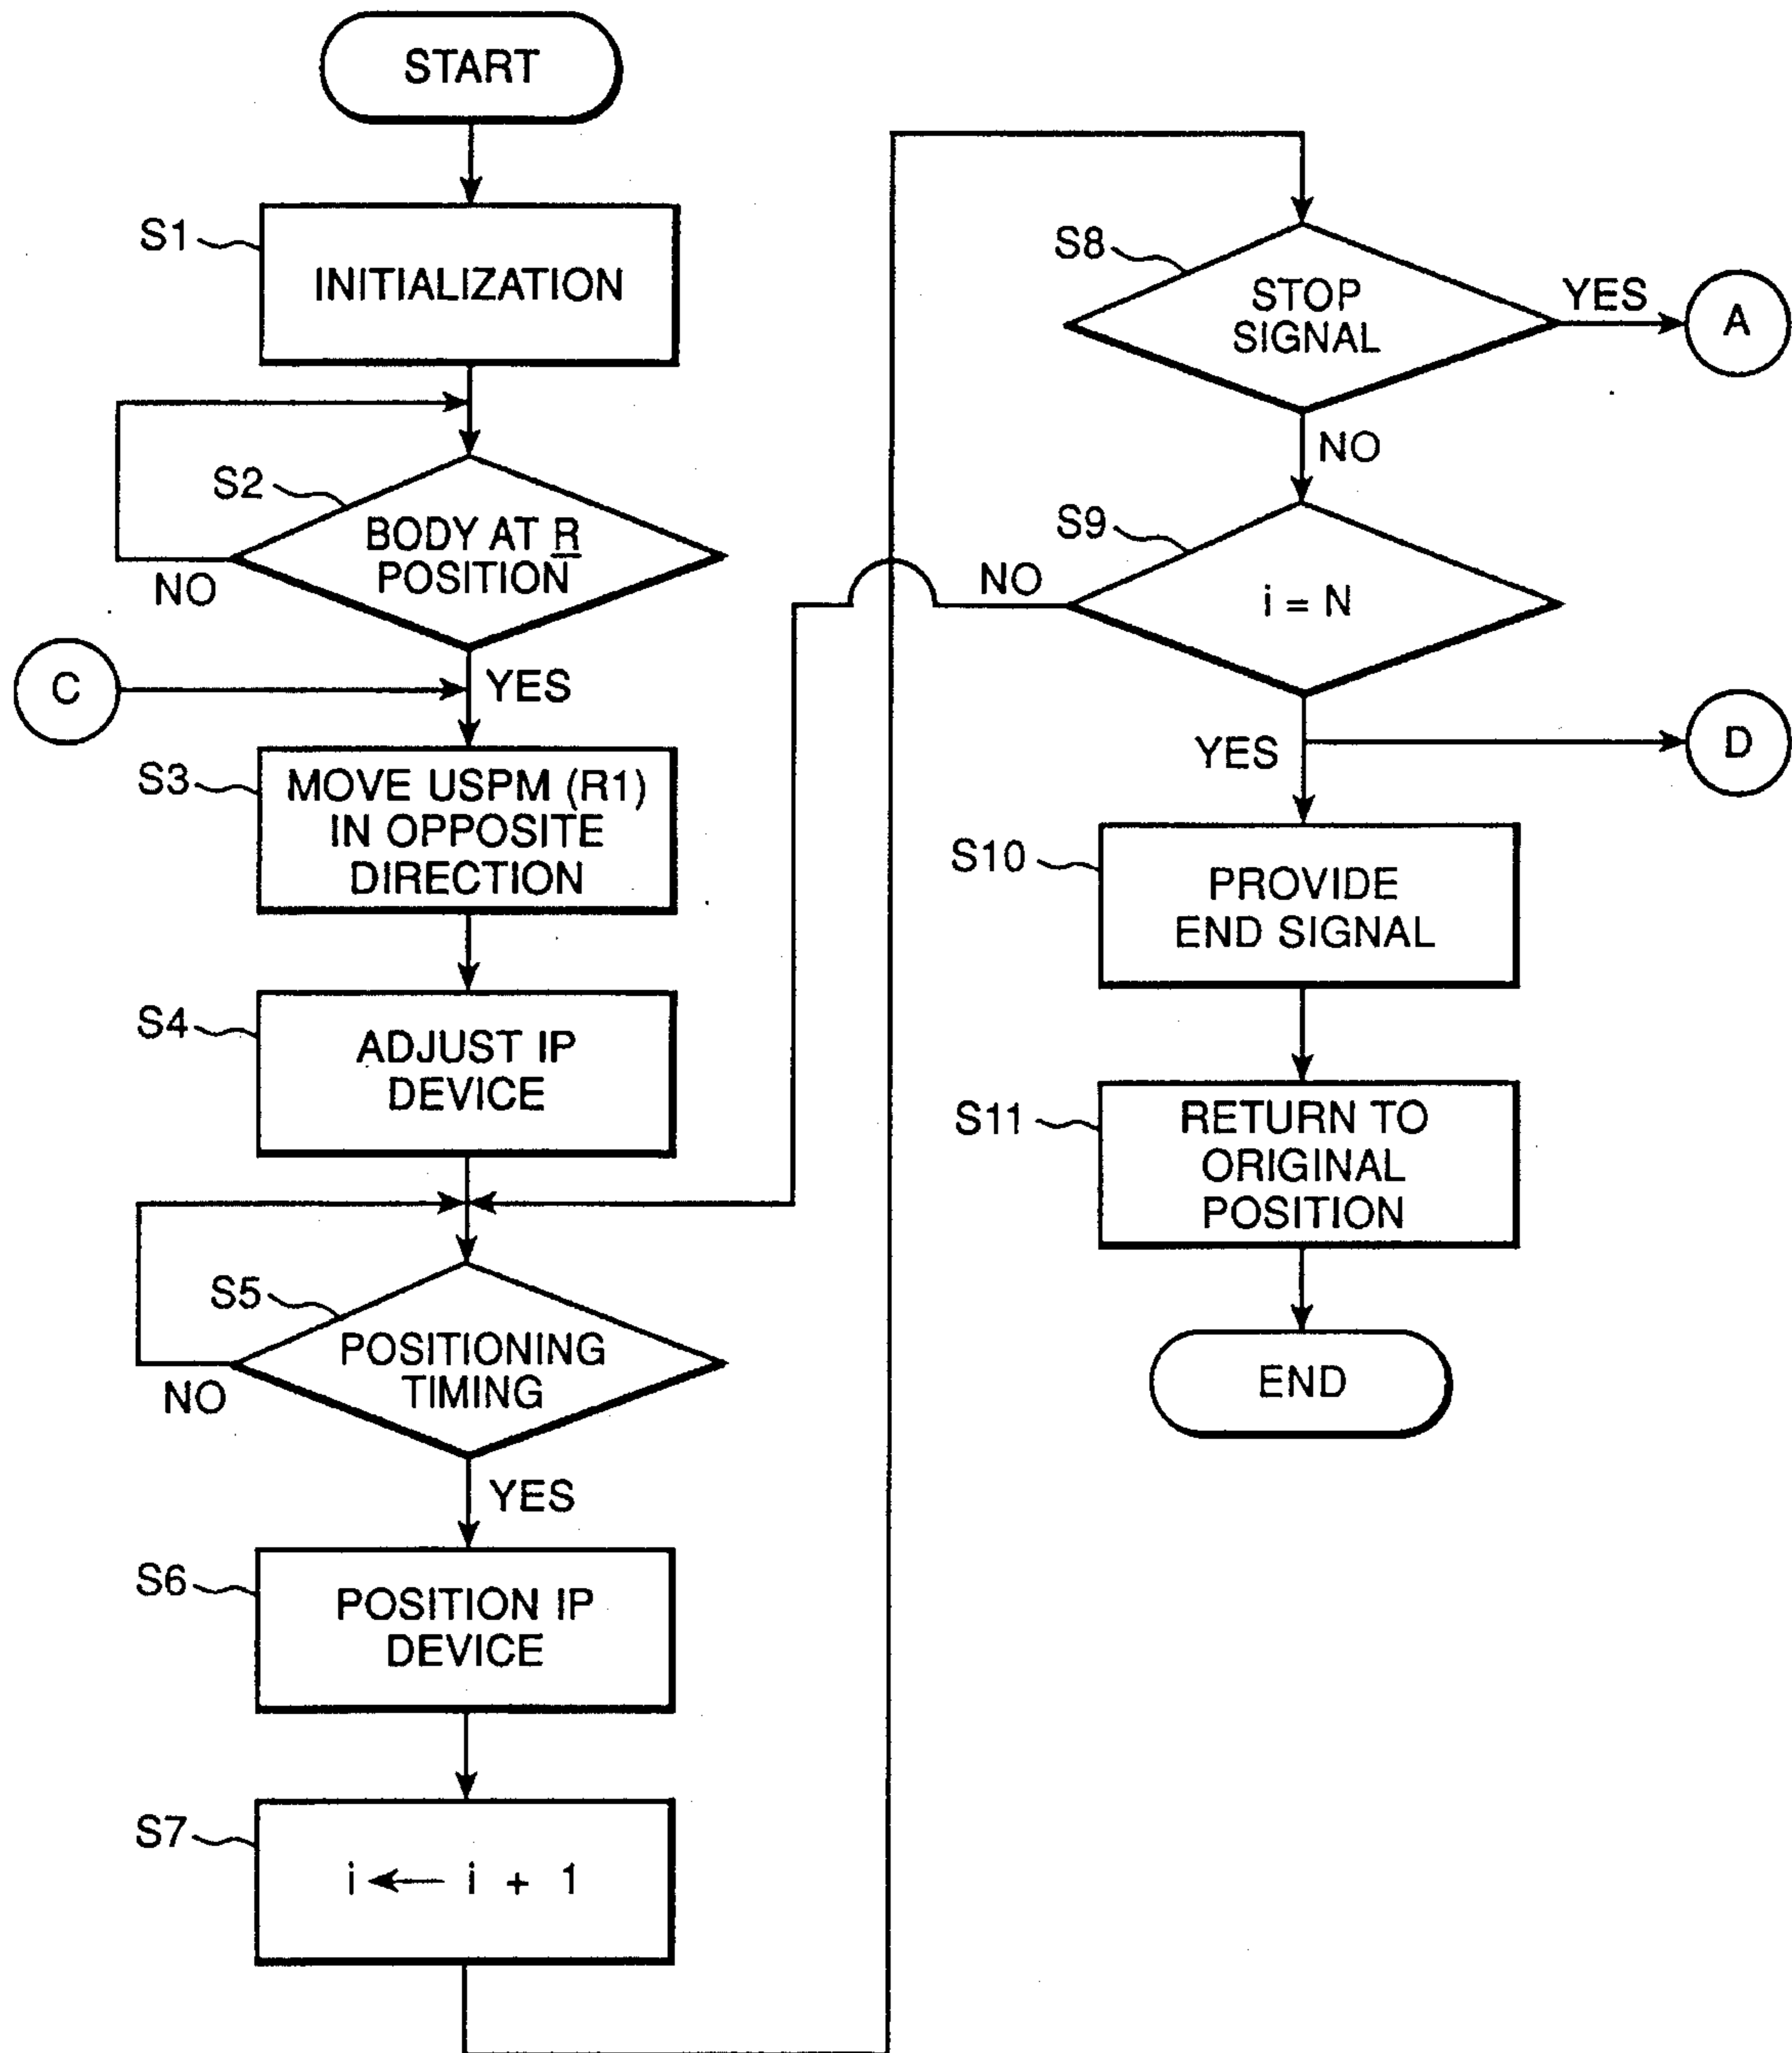 START
S1
INITIALIZATION
S2
BODY AT R
POSITION
NO
C
YES
S3
MOVE USPM (R1)
IN OPPOSITE
DIRECTION
S4
ADJUST IP
DEVICE
S5
POSITIONING
TIMING
NO
YES
S6
POSITION IP
DEVICE
S7
i ← i + 1
S8
STOP
SIGNAL
YES
A
NO
S9
i = N
NO
YES
D
S10
PROVIDE
END SIGNAL
S11
RETURN TO
ORIGINAL
POSITION
END